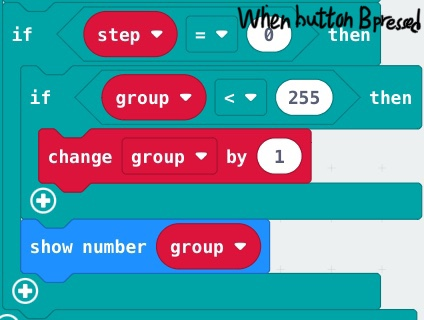 When button B pressed
if step = 0 then
if group < 255 then
change group by 1
show number group